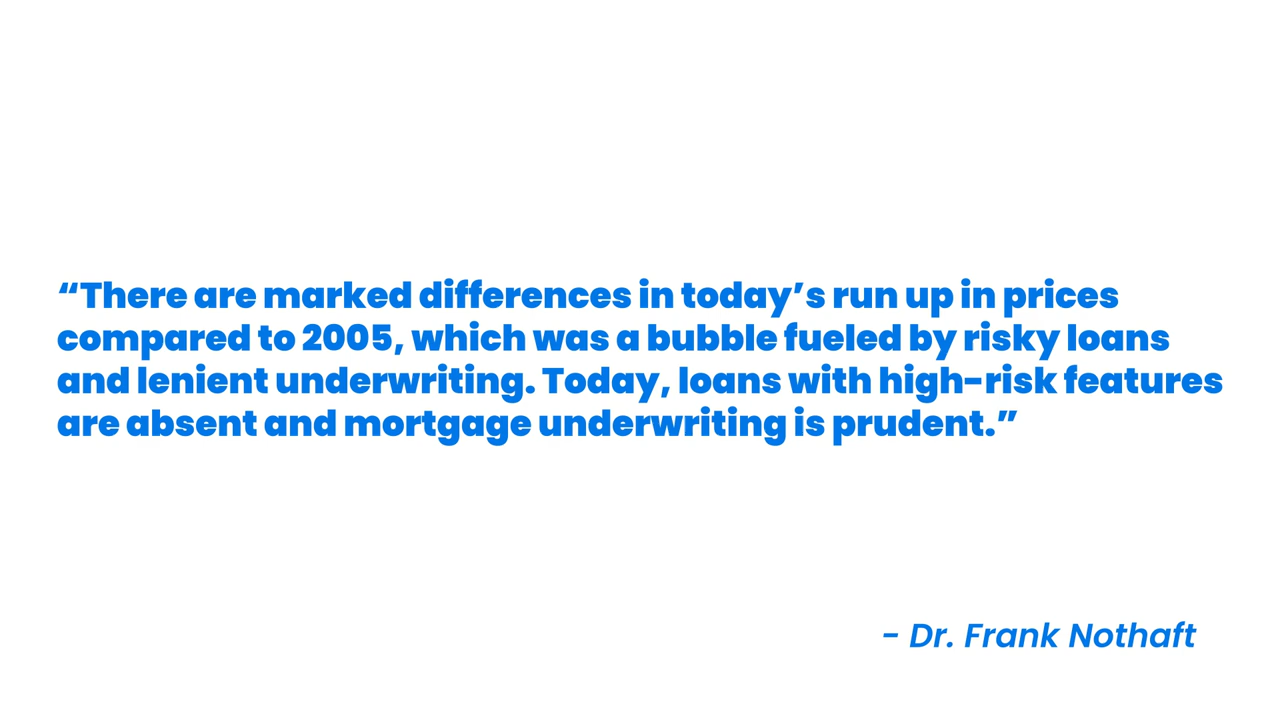 “There are marked differences in today’s run up in prices
compared to 2005, which was a bubble fueled by risky loans
and lenient underwriting. Today, loans with high-risk features
are absent and mortgage underwriting is prudent.”
- Dr. Frank Nothaft